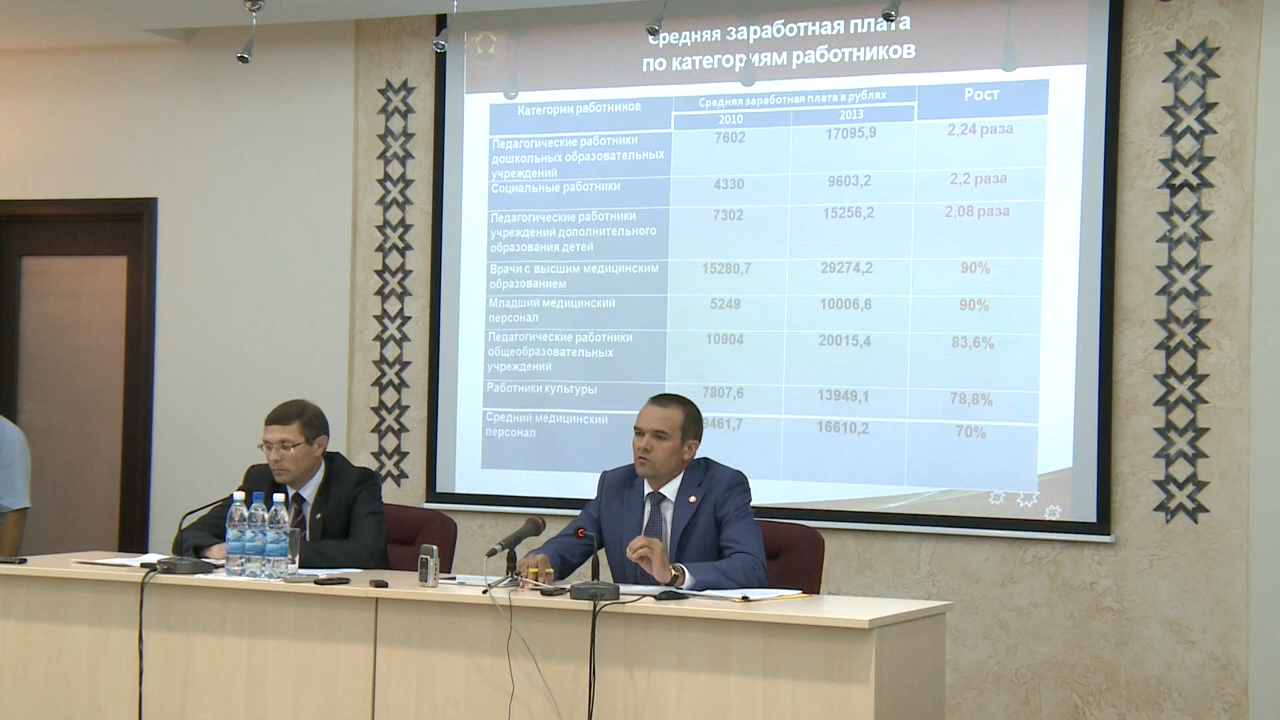 Средняя заработная плата
по категориям работников
Категории работников
Средняя заработная плата в рублях
Рост
2010
2013
Педагогические работники
дошкольных образовательных
учреждений
7602
17095,9
2,24 раза
Социальные работники
4330
9603,2
2,2 раза
Педагогические работники
учреждений дополнительного
образования детей
7302
15256,2
2,08 раза
Врачи с высшим медицинским
образованием
15280,7
29274,2
90%
Младший медицинский
персонал
5249
10006,6
90%
Педагогические работники
общеобразовательных
учреждений
10904
20015,4
83,6%
Работники культуры
7807,6
13949,1
78,8%
Средний медицинский
персонал
16610,2
70%